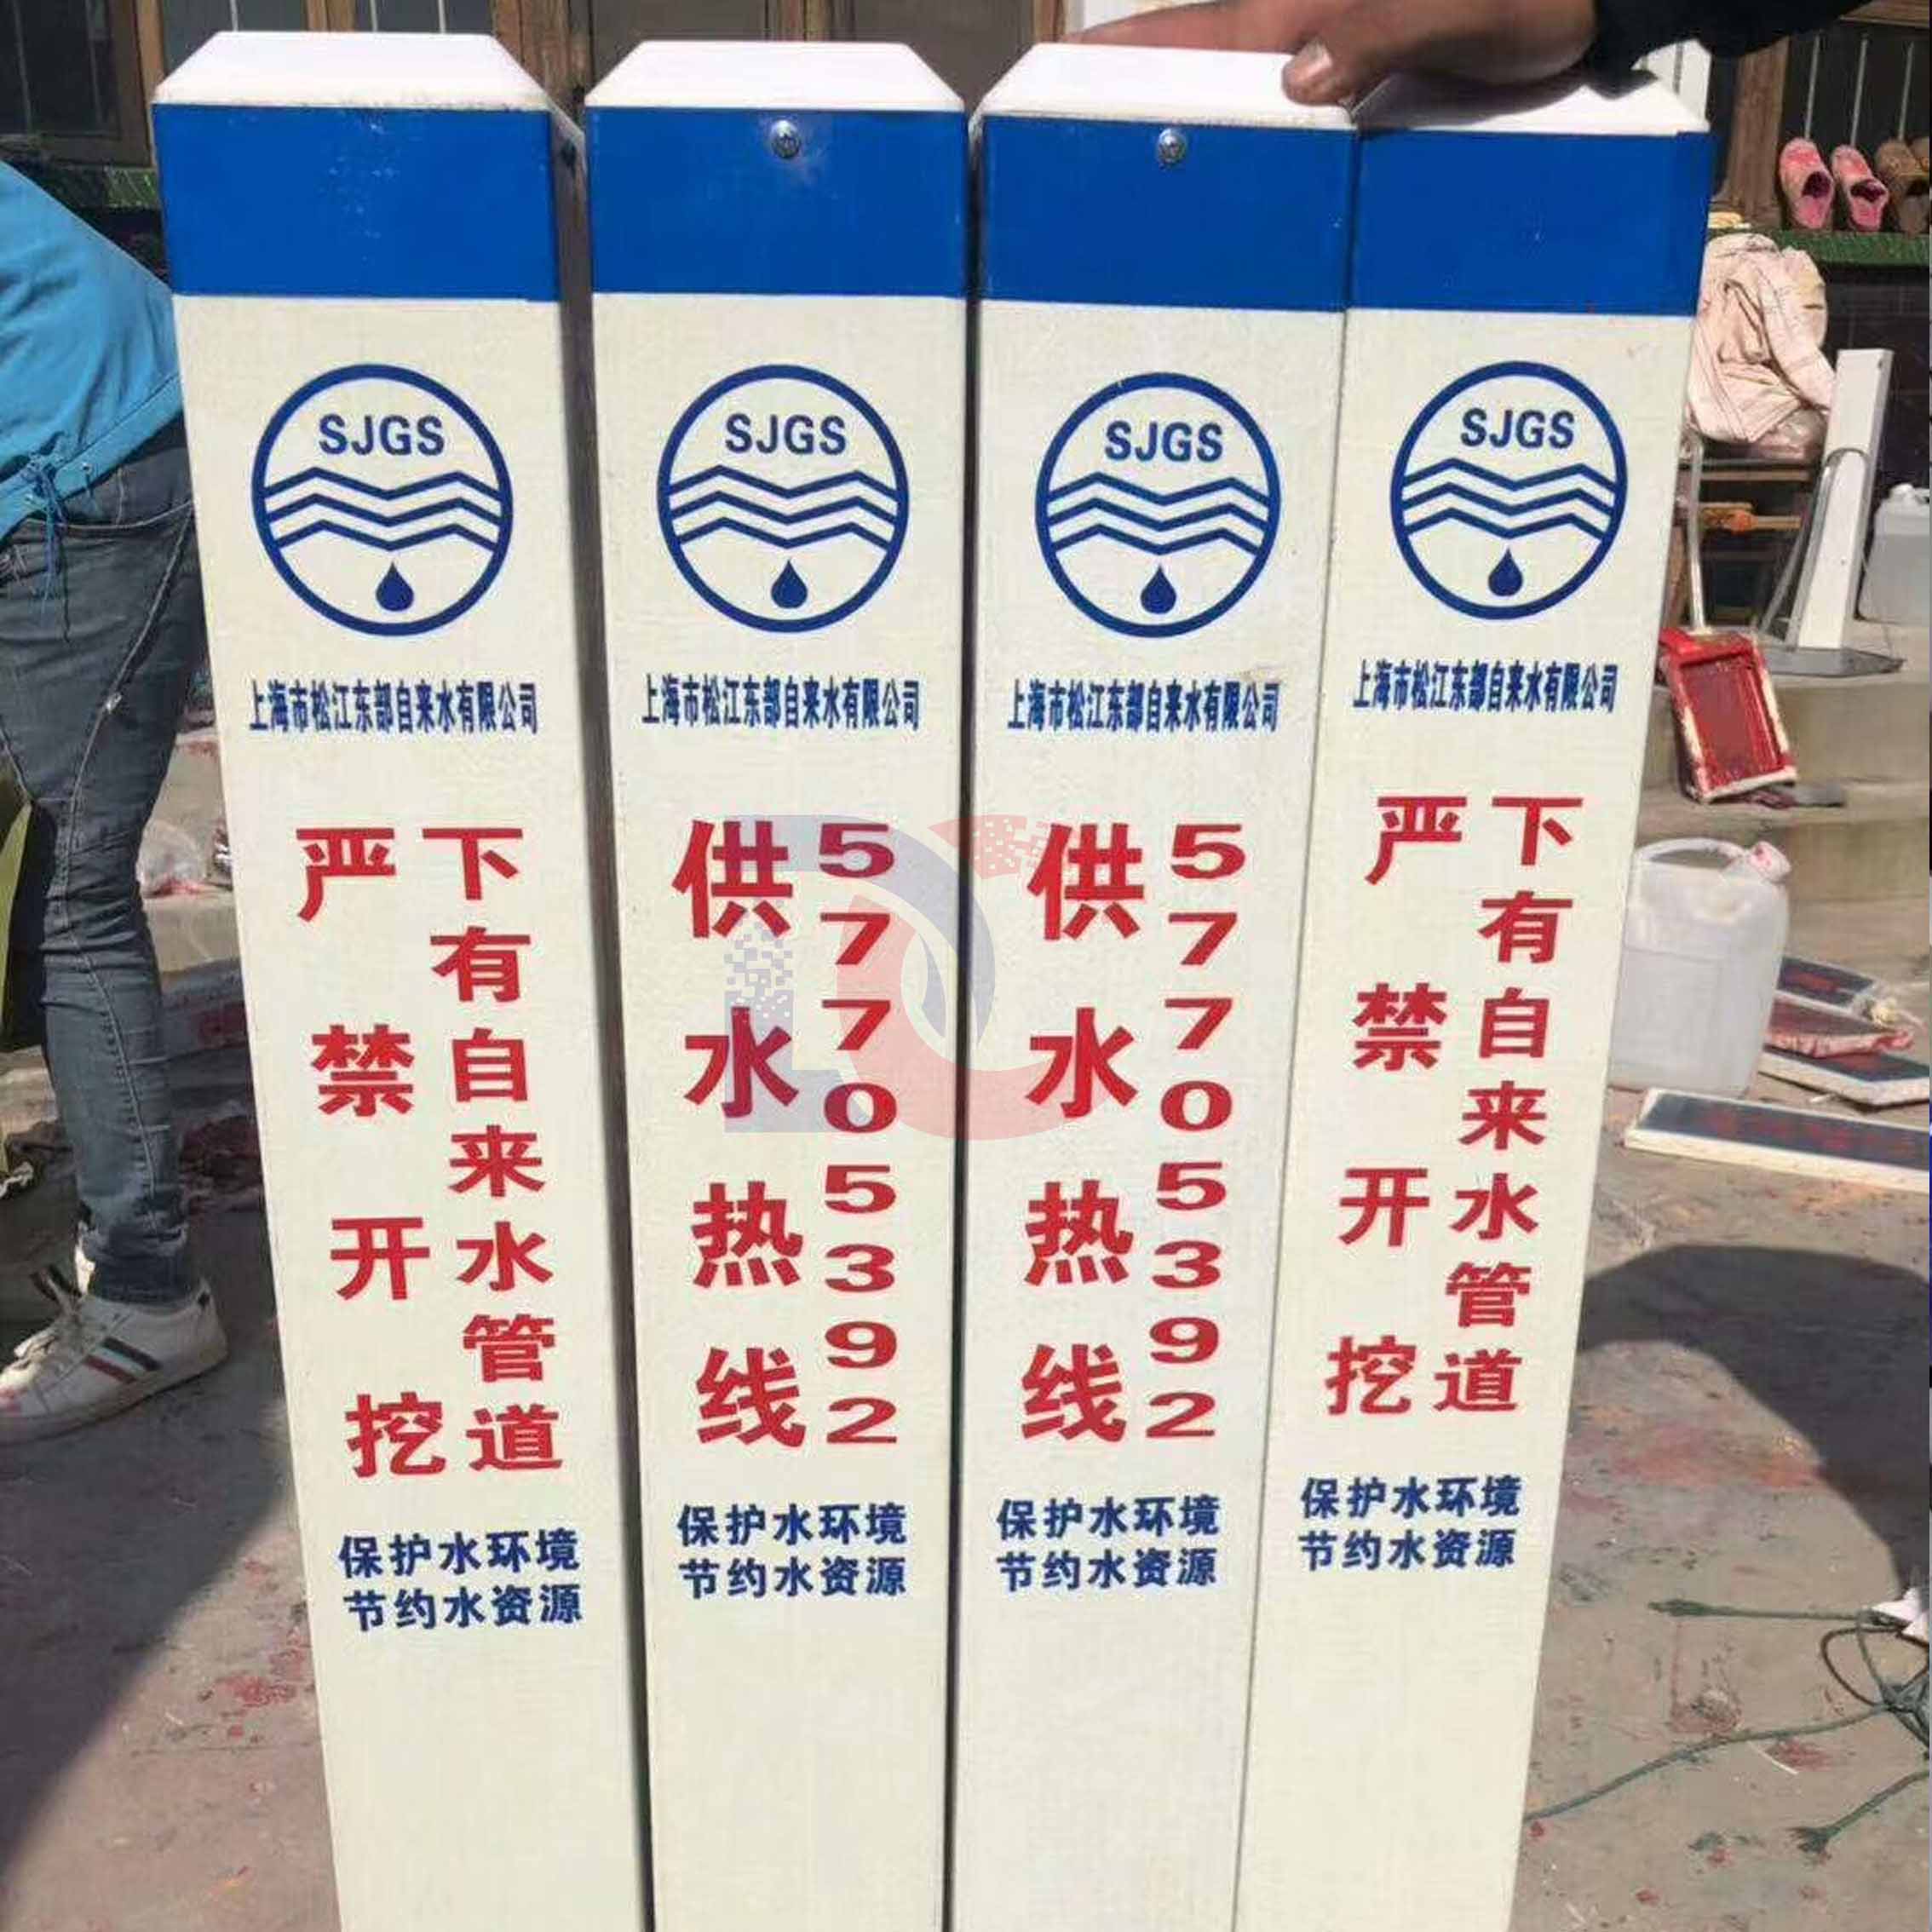 SJGS
上海市松江东部自来水有限公司
下有自来水管道
严禁开挖
保护水环境
节约水资源
SJGS
上海市松江东部自来水有限公司
供水热线
57705392
保护水环境
节约水资源
SJGS
上海市松江东部自来水有限公司
供水热线
57705392
保护水环境
节约水资源
SJGS
上海市松江东部自来水有限公司
下有自来水管道
严禁开挖
保护水环境
节约水资源